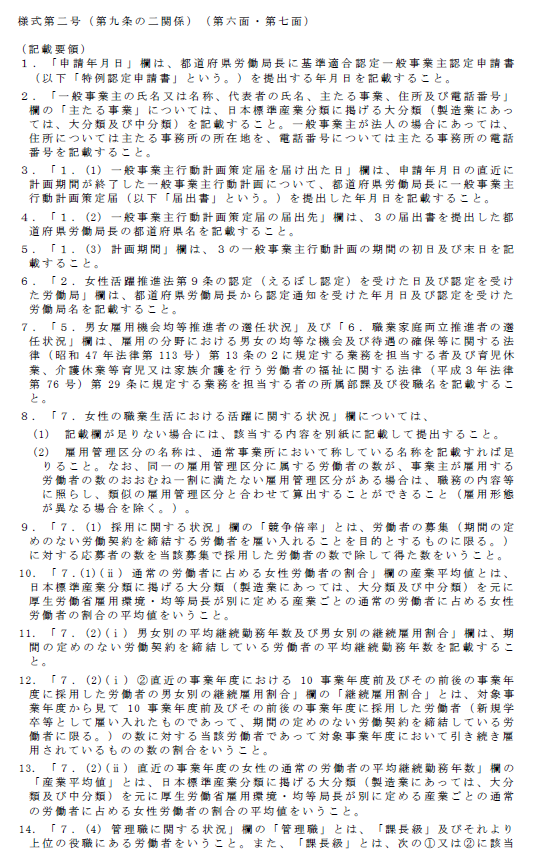 様式第二号（第九条の二関係）（第六面・第七面）
（記載要領）
１．「申請年月日」欄は、都道府県労働局長に基準適合認定一般事業主認定申請書
（以下「特例認定申請書」という。）を提出する年月日を記載すること。
２．「一般事業主の氏名又は名称、代表者の氏名、主たる事業、住所及び電話番号」
欄の「主たる事業」については、日本標準産業分類に掲げる大分類（製造業にあっ
ては、大分類及び中分類）を記載すること。一般事業主が法人の場合にあっては、
住所については主たる事務所の所在地を、電話番号については主たる事務所の電話
番号を記載すること。
３．「１．(1) 一般事業主行動計画策定届を届け出た日」欄は、申請年月日の直近に
計画期間が終了した一般事業主行動計画について、都道府県労働局長に一般事業主
行動計画策定届（以下「届出書」という。）を提出した年月日を記載すること。
４．「１．(2) 一般事業主行動計画策定届の届出先」欄は、３の届出書を提出した都
道府県労働局長の都道府県名を記載すること。
５．「１．(3) 計画期間」欄は、３の一般事業主行動計画の期間の初日及び末日を記
載すること。
６．「２．女性活躍推進法第９条の認定（えるぼし認定）を受けた日及び認定を受け
た労働局」欄は、都道府県労働局長から認定通知を受けた年月日及び認定を受けた
労働局名を記載すること。
７．「５．男女雇用機会均等推進者の選任状況」及び「６．職業家庭両立推進者の選
任状況」欄は、雇用の分野における男女の均等な機会及び待遇の確保等に関する法
律（昭和 47 年法律第 113 号）第 13 条の２に規定する業務を担当する者及び育児休
業、介護休業等育児又は家族介護を行う労働者の福祉に関する法律（平成３年法律
第 76 号）第 29 条に規定する業務を担当する者の所属部課及び役職名を記載するこ
と。
８．「７．女性の職業生活における活躍に関する状況」欄については、
(1) 記載欄が足りない場合には、該当する内容を別紙に記載して提出すること。
(2) 雇用管理区分の名称は、通常事業所において称している名称を記載すれば足
りること。なお、同一の雇用管理区分に属する労働者の数が、事業主が雇用する
労働者の数のおおむね一割に満たない雇用管理区分がある場合は、職務の内容等
に照らし、類似の雇用管理区分と合わせて算出することができること（雇用形態
が異なる場合を除く。）。
９．「７．(1) 採用に関する状況」欄の「競争倍率」とは、労働者の募集（期間の定
めのない労働契約を締結する労働者を雇い入れることを目的とするものに限る。）
に対する応募者の数を当該募集で採用した労働者の数で除して得た数をいうこと。
10．「７.(1)(ⅱ) 通常の労働者に占める女性労働者の割合」欄の産業平均値とは、
日本標準産業分類に掲げる大分類（製造業にあっては、大分類及び中分類）を元に
厚生労働省雇用環境・均等局長が別に定める産業ごとの通常の労働者に占める女性
労働者の割合の平均値をいうこと。
11．「７．(2)(ⅰ) 男女別の平均継続勤務年数及び男女別の継続雇用割合」欄は、期
間の定めのない労働契約を締結している労働者の平均継続勤務年数を記載するこ
と。
12．「７．(2)(ⅰ) ②直近の事業年度における 10 事業年度前及びその前後の事業年
度に採用した労働者の男女別の継続雇用割合」欄の「継続雇用割合」とは、対象事
業年度から見て 10 事業年度前及びその前後の事業年度に採用した労働者（新規学
卒等として雇い入れたものであって、期間の定めのない労働契約を締結している労
働者に限る。）の数に対する当該労働者であって対象事業年度において引き続き雇
用されているものの数の割合をいうこと。
13．「７．(2)(ⅱ) 直近の事業年度の女性の通常の労働者の平均継続勤務年数」欄の
「産業平均値」とは、日本標準産業分類に掲げる大分類（製造業にあっては、大分
類及び中分類）を元に厚生労働省雇用環境・均等局長が別に定める産業ごとの通常
の労働者に占める女性労働者の割合の平均値をいうこと。
14．「７．(4) 管理職に関する状況」欄の「管理職」とは、「課長級」及びそれより
上位の役職にある労働者をいうこと。また、「課長級」とは、次の①又は②に該当